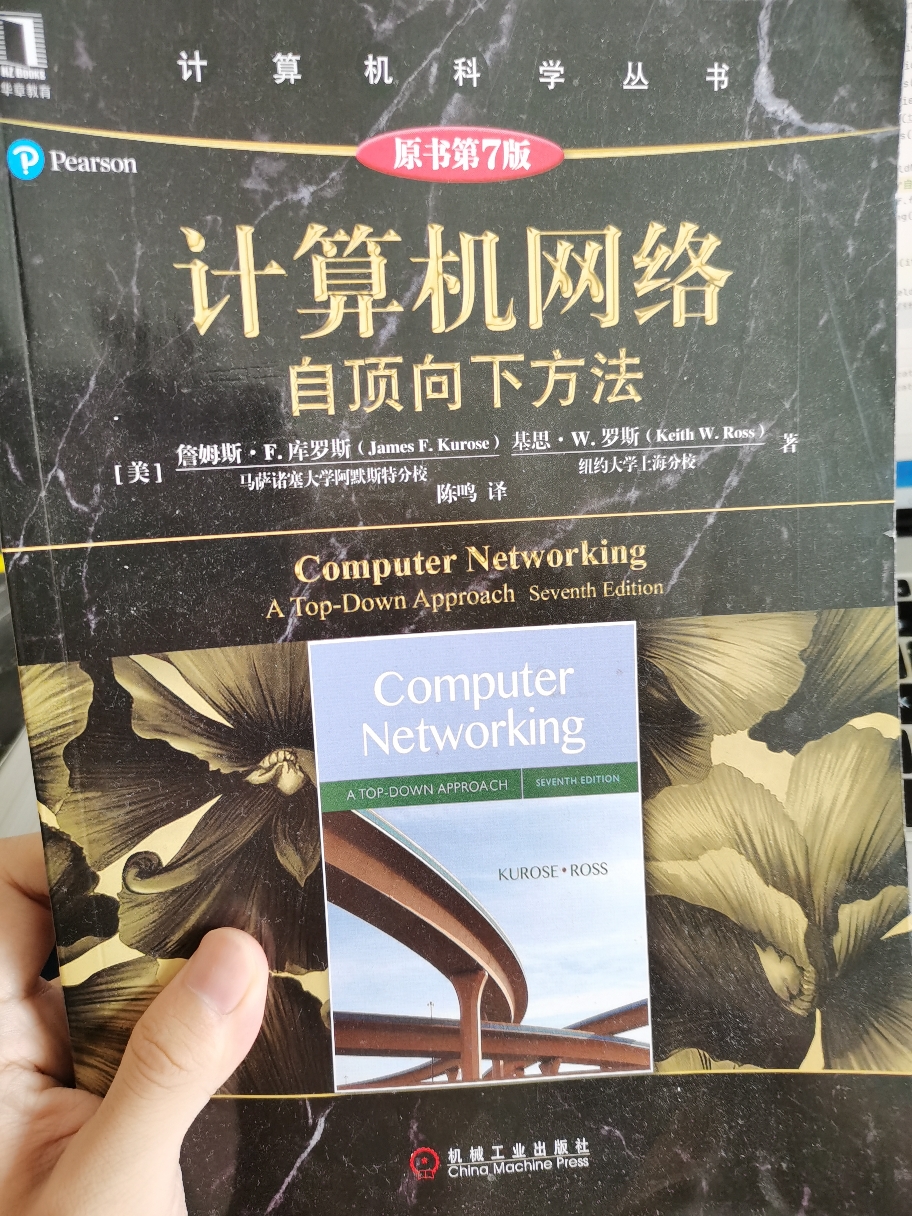 HZ BOOKS
华章教育
计算机科学丛书
Pearson
原书第7版
计算机网络
自顶向下方法
[美] 詹姆斯·F. 库罗斯（James F. Kurose） 基思·W. 罗斯（Keith W. Ross） 著
马萨诸塞大学阿默斯特分校 纽约大学上海分校
陈鸣 译
Computer Networking
A Top-Down Approach Seventh Edition
Computer
Networking
A TOP-DOWN APPROACH SEVENTH EDITION
KUROSE • ROSS
机械工业出版社
China Machine Press